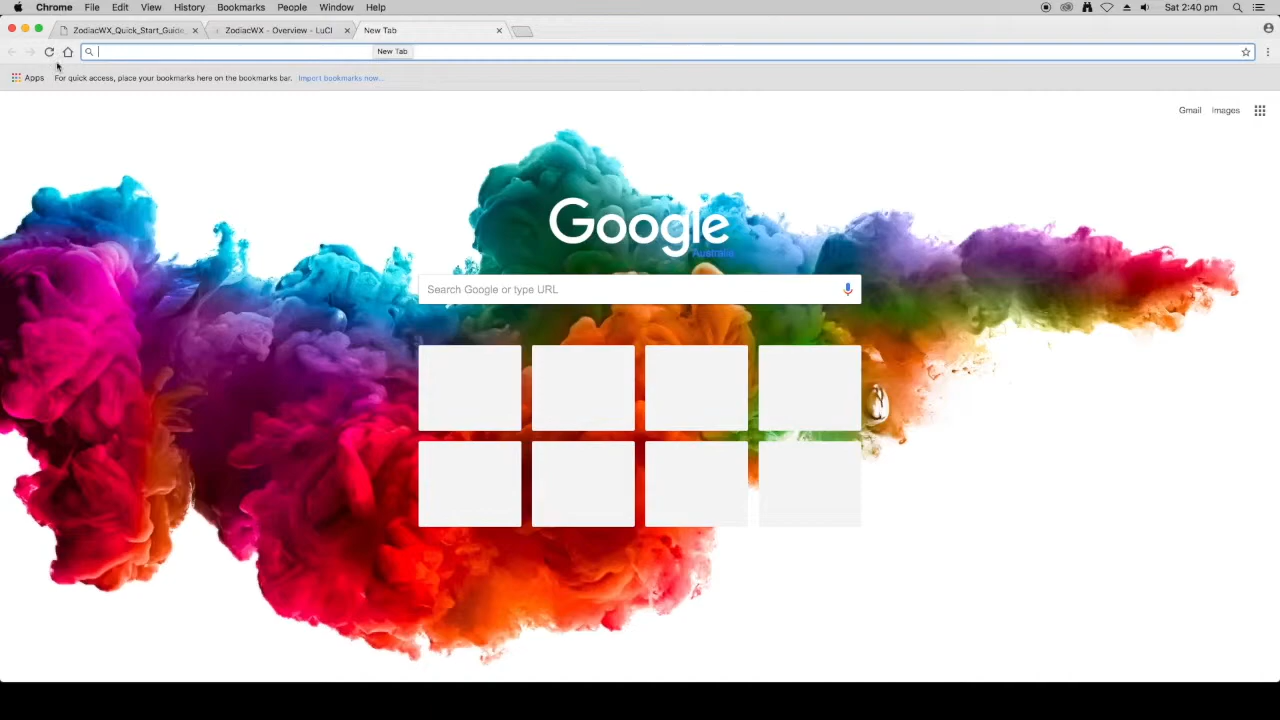 Chrome File Edit View History Bookmarks People Window Help Sat 2:40 pm
ZodiacWX_Quick_Start_Guide_ ZodiacWX - Overview - LuCI New Tab
New Tab
Apps For quick access, place your bookmarks here on the bookmarks bar. Import bookmarks now...
Gmail Images
Google
Australia
Search Google or type URL